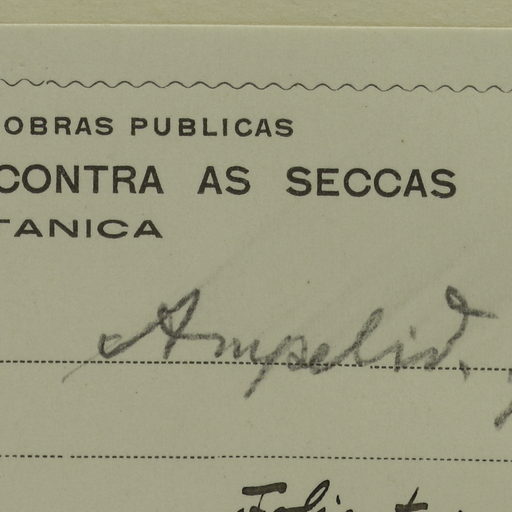 OBRAS PUBLICAS
CONTRA AS SECCAS
TANICA
Ampelid.